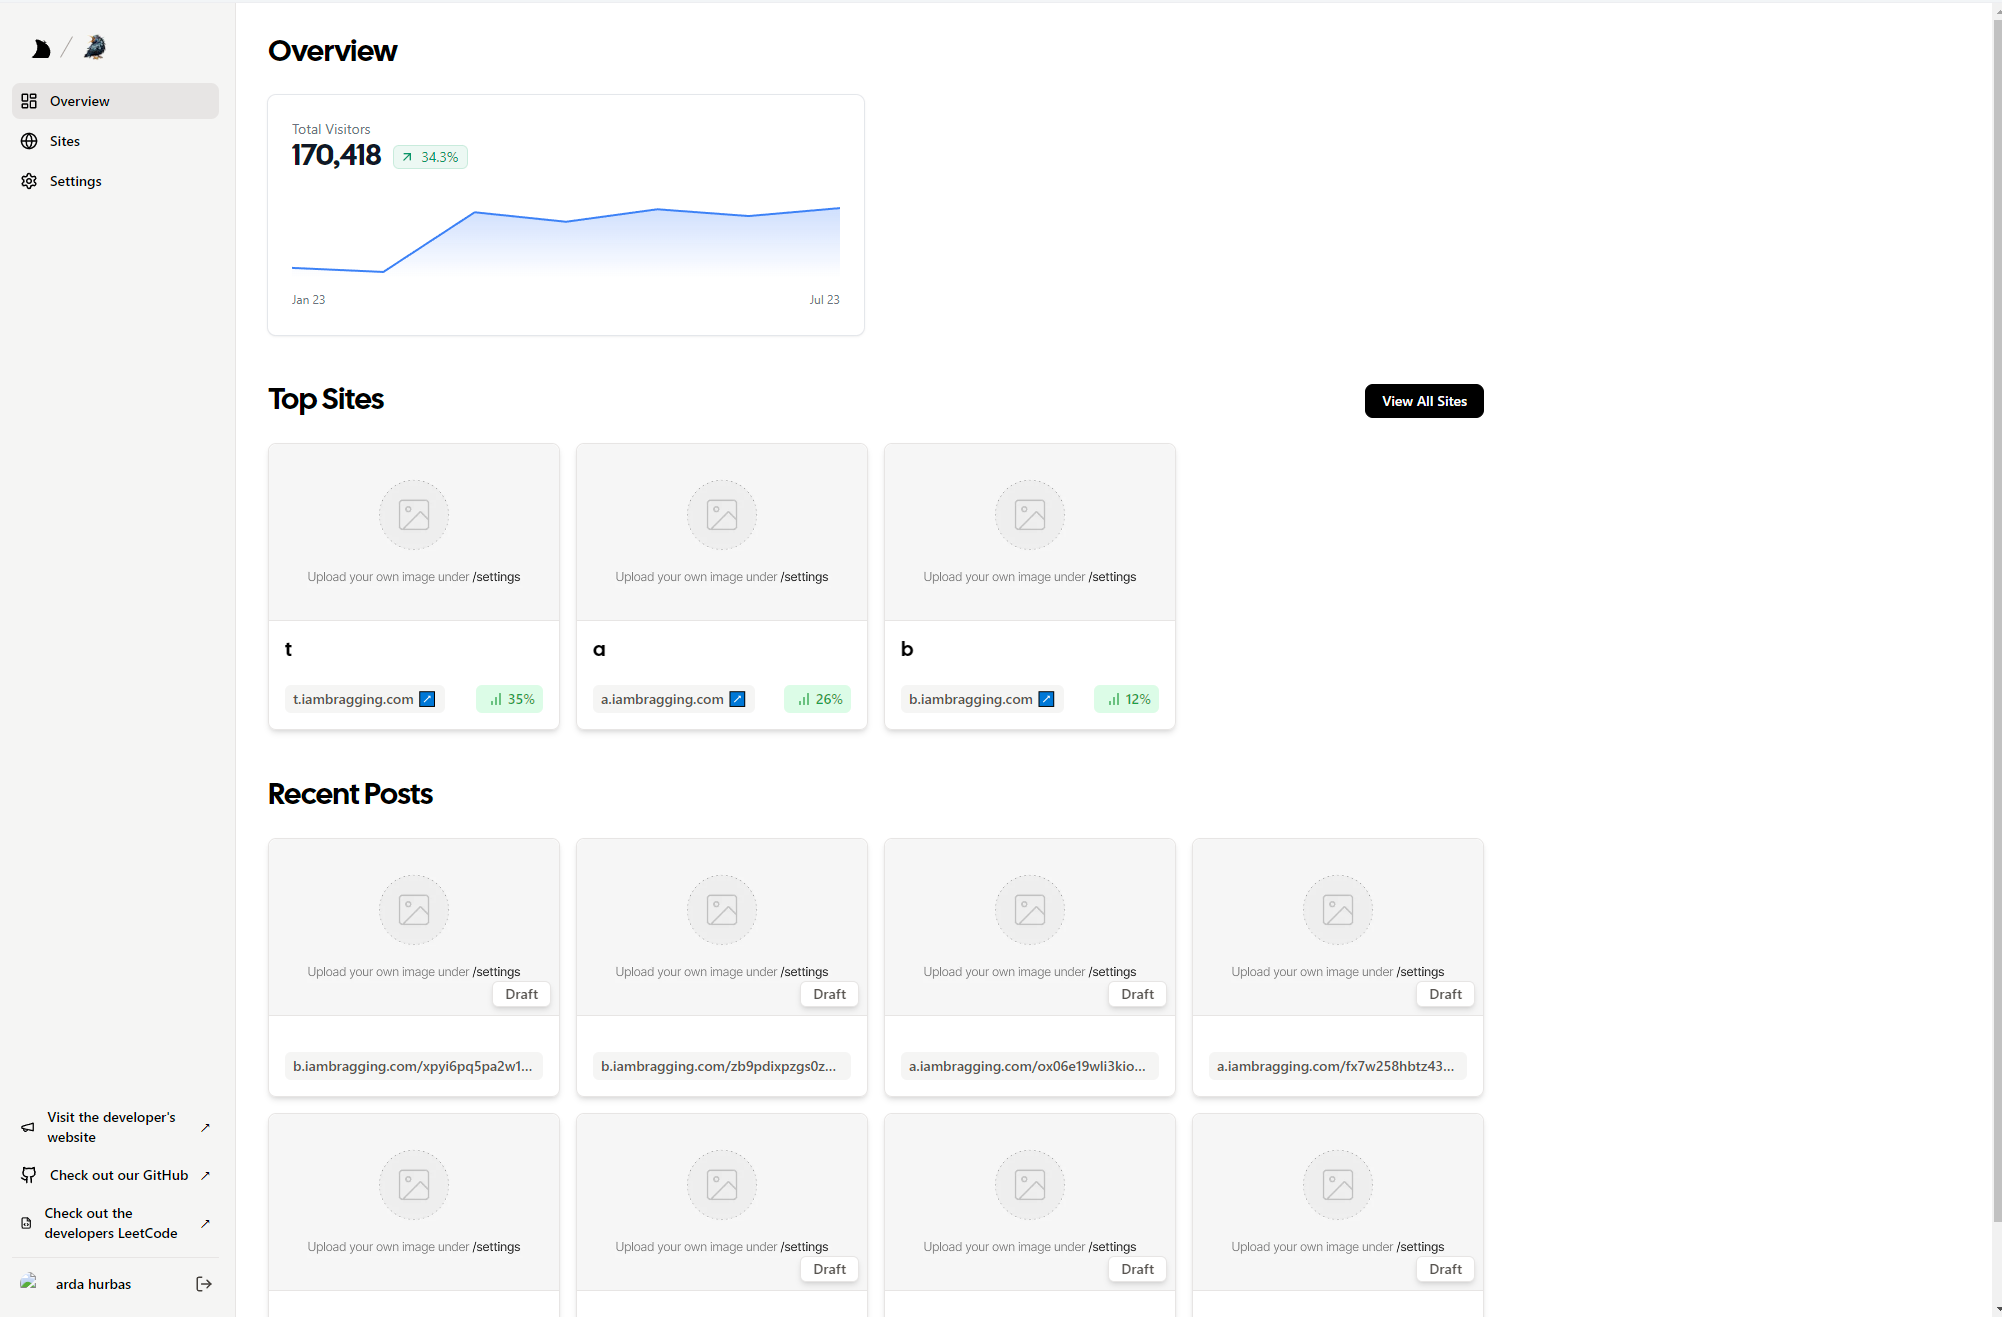 Overview
Sites
Settings
Visit the developer's
website
Check out our GitHub
Check out the
developers LeetCode
arda hurbas
Overview
Total Visitors
170,418 34.3%
Jan 23 Jul 23
Top Sites View All Sites
Upload your own image under /settings
t
t.iambragging.com 35%
Upload your own image under /settings
a
a.iambragging.com 26%
Upload your own image under /settings
b
b.iambragging.com 12%
Recent Posts
Upload your own image under /settings
Draft
b.iambragging.com/xpyi6pq5pa2w1...
Upload your own image under /settings
Draft
b.iambragging.com/zb9pdixpzgs0z...
Upload your own image under /settings
Draft
a.iambragging.com/ox06e19wli3kio...
Upload your own image under /settings
Draft
a.iambragging.com/fx7w258hbtz43...
Upload your own image under /settings
Upload your own image under /settings
Draft
Upload your own image under /settings
Draft
Upload your own image under /settings
Draft